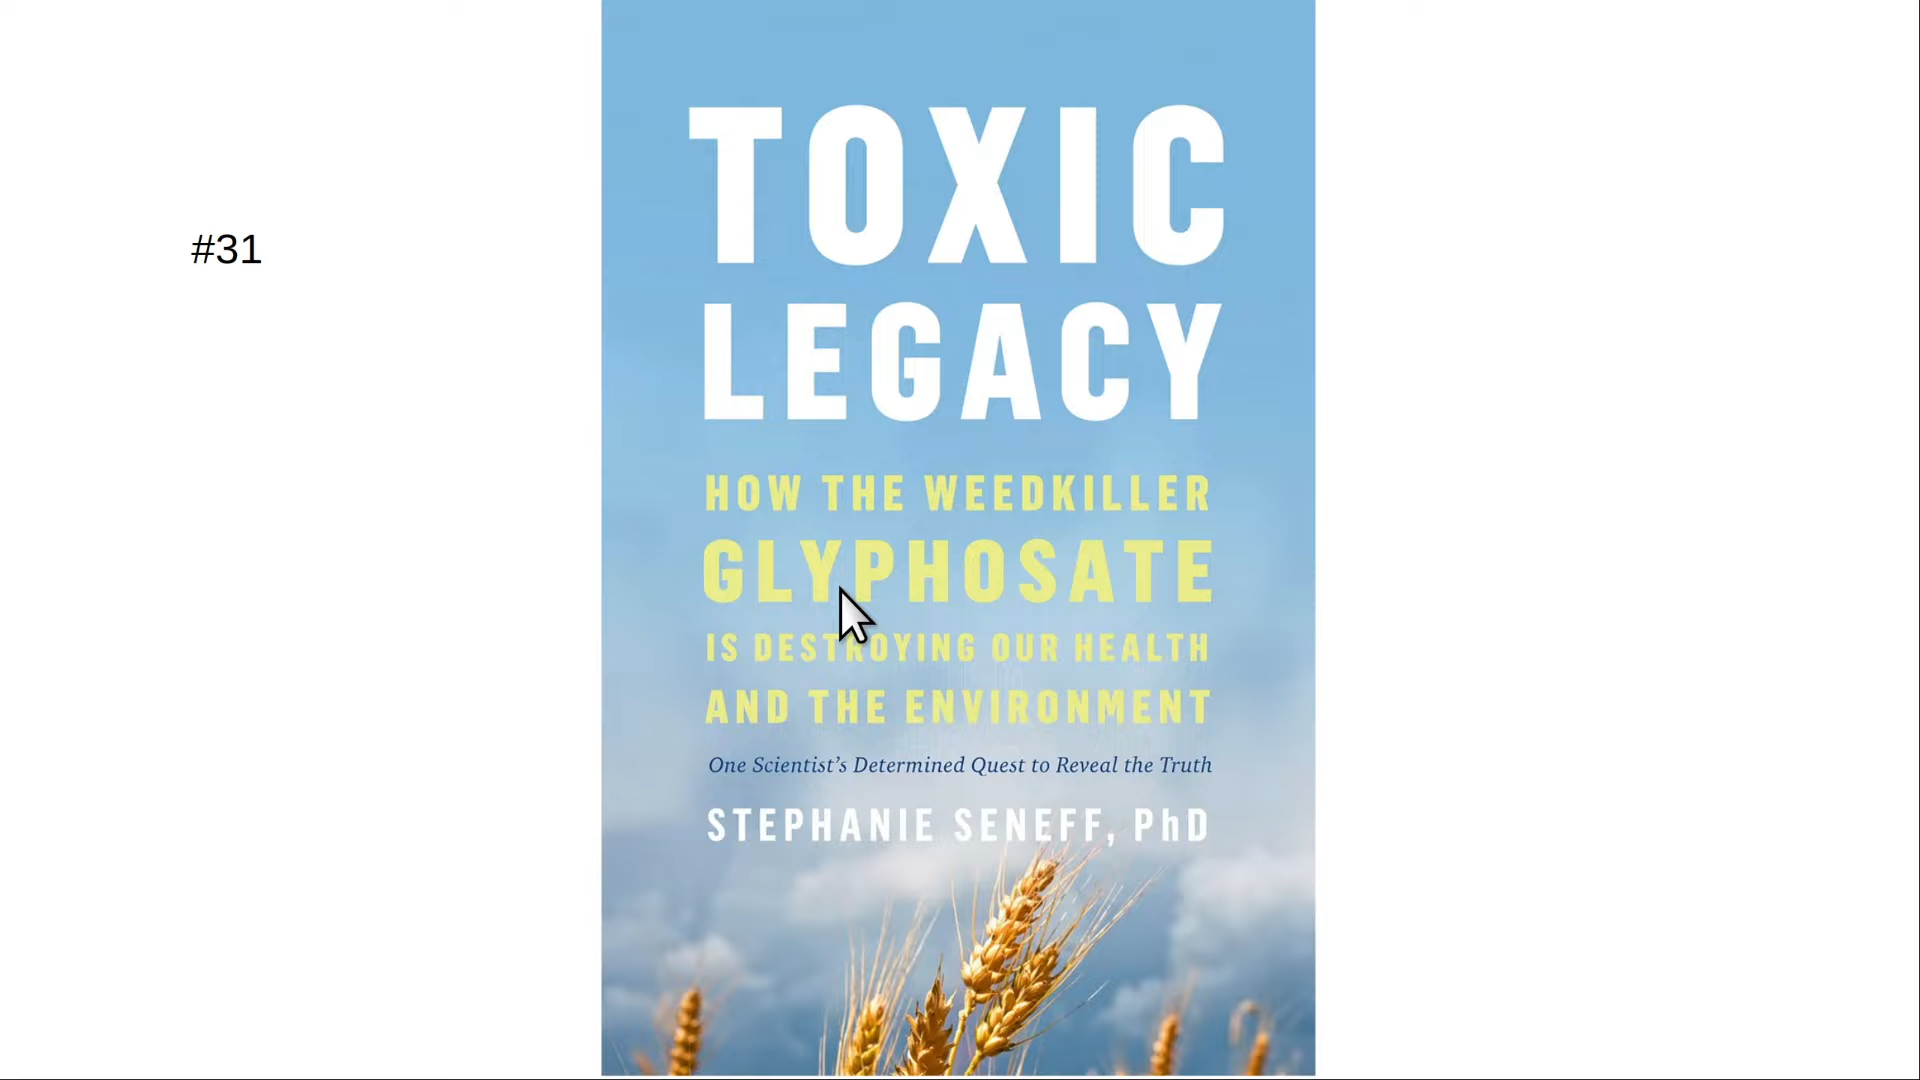 #31
TOXIC
LEGACY
HOW THE WEEDKILLER
GLYPHOSATE
IS DESTROYING OUR HEALTH
AND THE ENVIRONMENT
One Scientist's Determined Quest to Reveal the Truth
STEPHANIE SENEFF, PhD